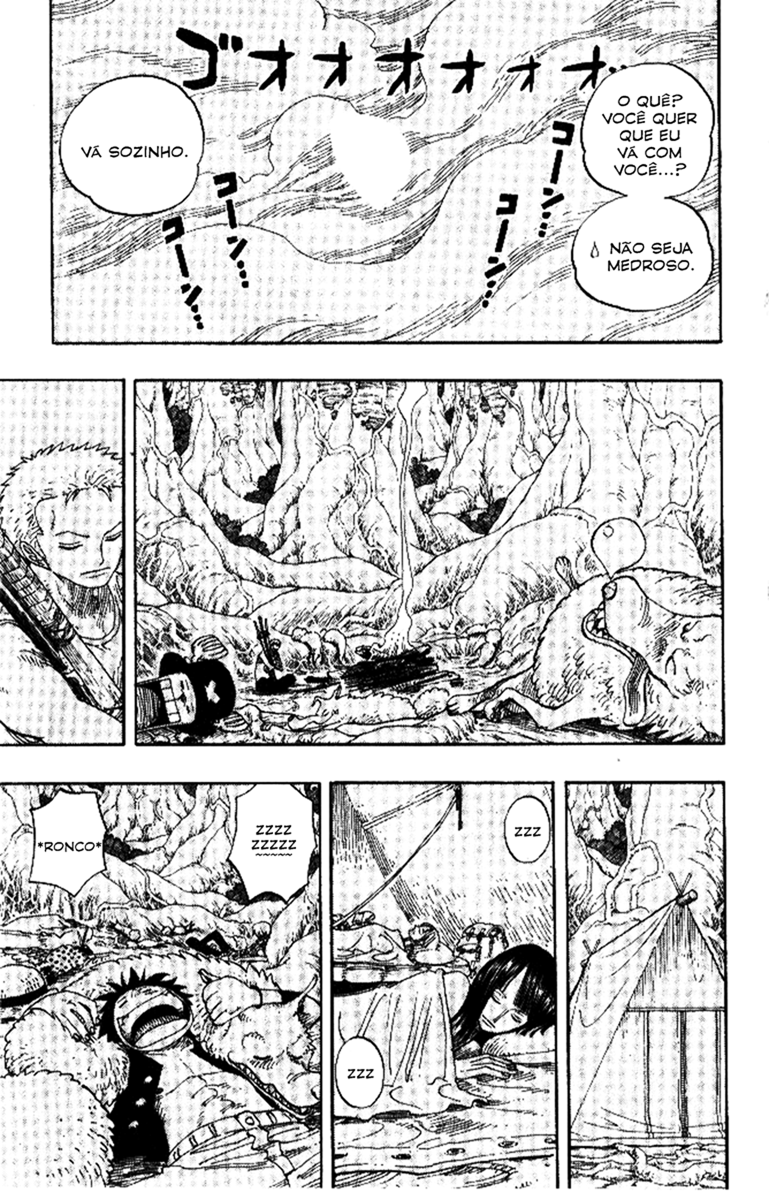 ゴオオオオオオ…
O QUÊ?
VOCÊ QUER
QUE EU
VÁ COM
VOCÊ...?
NÃO SEJA
MEDROSO.
コーン…
コーン…
VÁ SOZINHO.
コーン…
コーン…
ZZZ
ZZZ
ZZZZ
ZZZZZ
~~~~~
*RONCO*